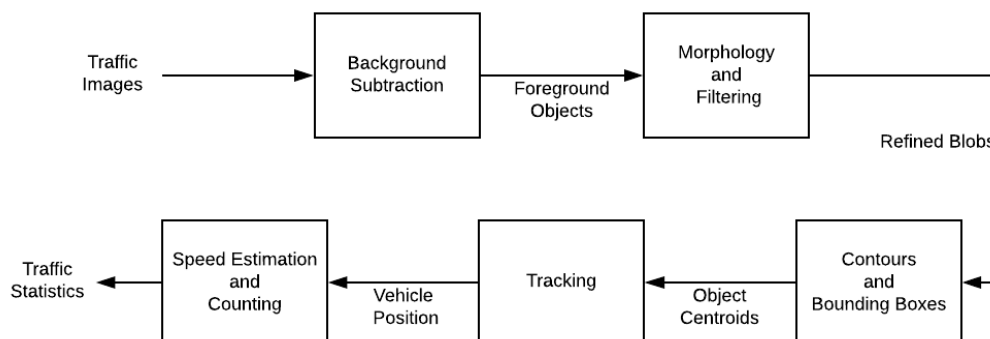 Traffic
Images
Background
Subtraction
Foreground
Objects
Morphology
and
Filtering
Refined Blobs
Contours
and
Bounding Boxes
Object
Centroids
Tracking
Vehicle
Position
Speed Estimation
and
Counting
Traffic
Statistics